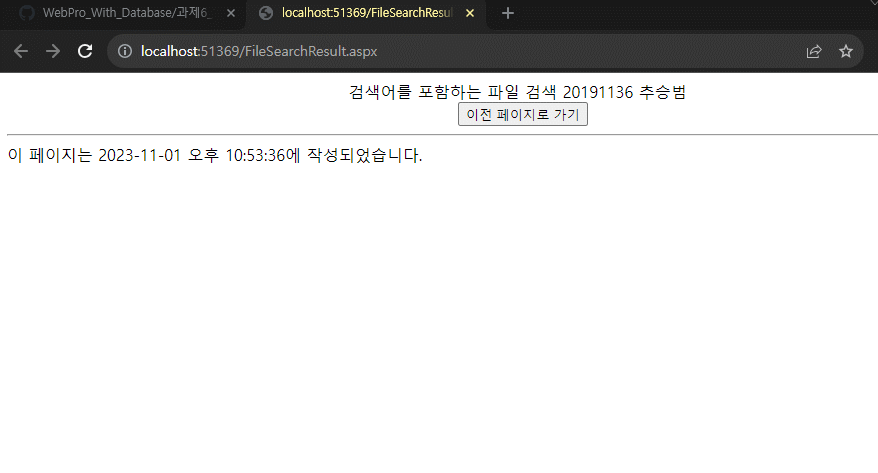 WebPro_With_Database/과제6_
localhost:51369/FileSearchResul
localhost:51369/FileSearchResult.aspx
검색어를 포함하는 파일 검색 20191136 추승범
이전 페이지로 가기
이 페이지는 2023-11-01 오후 10:53:36에 작성되었습니다.